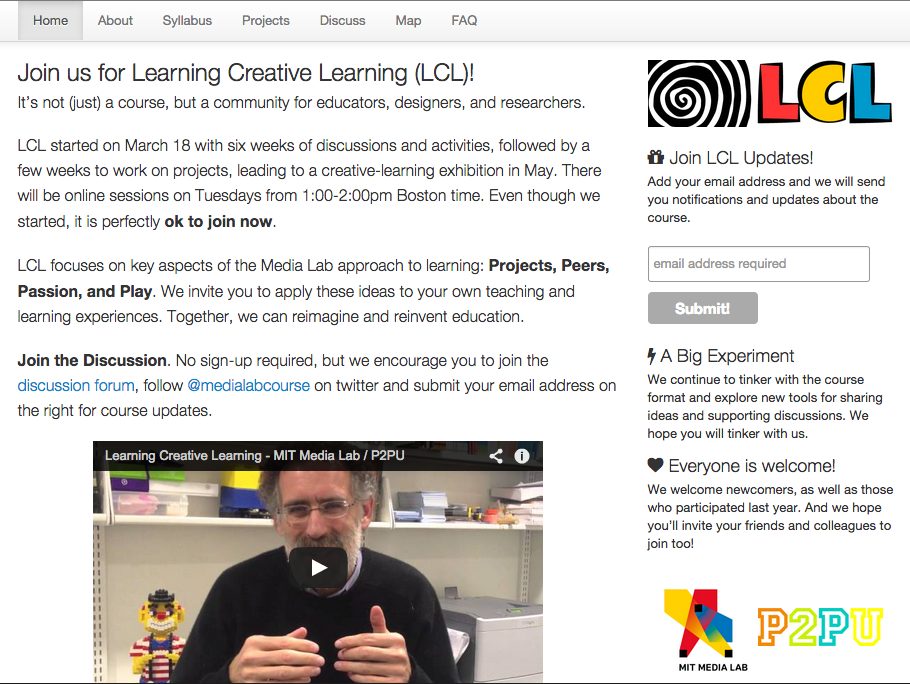 Home About Syllabus Projects Discuss Map FAQ
Join us for Learning Creative Learning (LCL)!
It's not (just) a course, but a community for educators, designers, and researchers.
LCL started on March 18 with six weeks of discussions and activities, followed by a
few weeks to work on projects, leading to a creative-learning exhibition in May. There
will be online sessions on Tuesdays from 1:00-2:00pm Boston time. Even though we
started, it is perfectly ok to join now.
LCL focuses on key aspects of the Media Lab approach to learning: Projects, Peers,
Passion, and Play. We invite you to apply these ideas to your own teaching and
learning experiences. Together, we can reimagine and reinvent education.
Join the Discussion. No sign-up required, but we encourage you to join the
discussion forum, follow @medialabcourse on twitter and submit your email address on
the right for course updates.
Learning Creative Learning - MIT Media Lab / P2PU
LCL
Join LCL Updates!
Add your email address and we will send
you notifications and updates about the
course.
email address required
Submit!
A Big Experiment
We continue to tinker with the course
format and explore new tools for sharing
ideas and supporting discussions. We
hope you will tinker with us.
Everyone is welcome!
We welcome newcomers, as well as those
who participated last year. And we hope
you'll invite your friends and colleagues to
join too!
MIT MEDIA LAB
P2PU